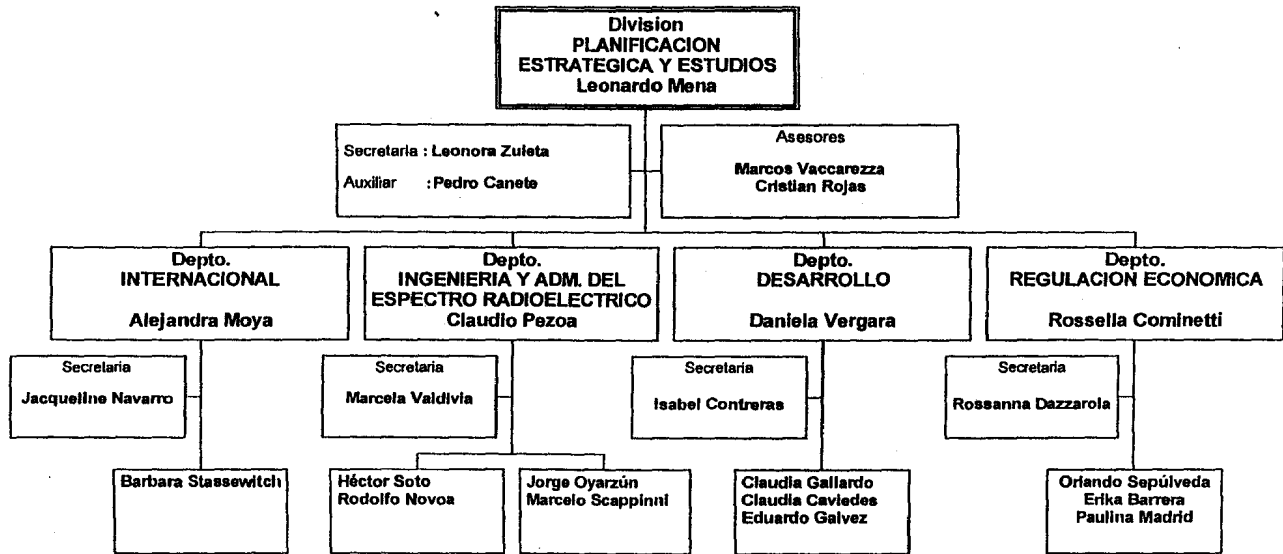 Division
PLANIFICACION
ESTRATEGICA Y ESTUDIOS
Leonardo Mena
Secretaria : Leonora Zuleta
Auxiliar : Pedro Canete
Asesores
Marcos Vaccarezza
Cristian Rojas
Depto.
INTERNACIONAL
Alejandra Moya
Depto.
INGENIERIA Y ADM. DEL
ESPECTRO RADIOELECTRICO
Claudio Pezoa
Depto.
DESARROLLO
Daniela Vergara
Depto.
REGULACION ECONOMICA
Rossella Cominetti
Secretaria
Jacqueline Navarro
Secretaria
Marcela Valdivia
Secretaria
Isabel Contreras
Secretaria
Rossanna Dazzarola
Barbara Stassewitch
Héctor Soto
Rodolfo Novoa
Jorge Oyarzún
Marcelo Scappinni
Claudia Gallardo
Claudia Caviedes
Eduardo Galvez
Orlando Sepúlveda
Erika Barrera
Paulina Madrid